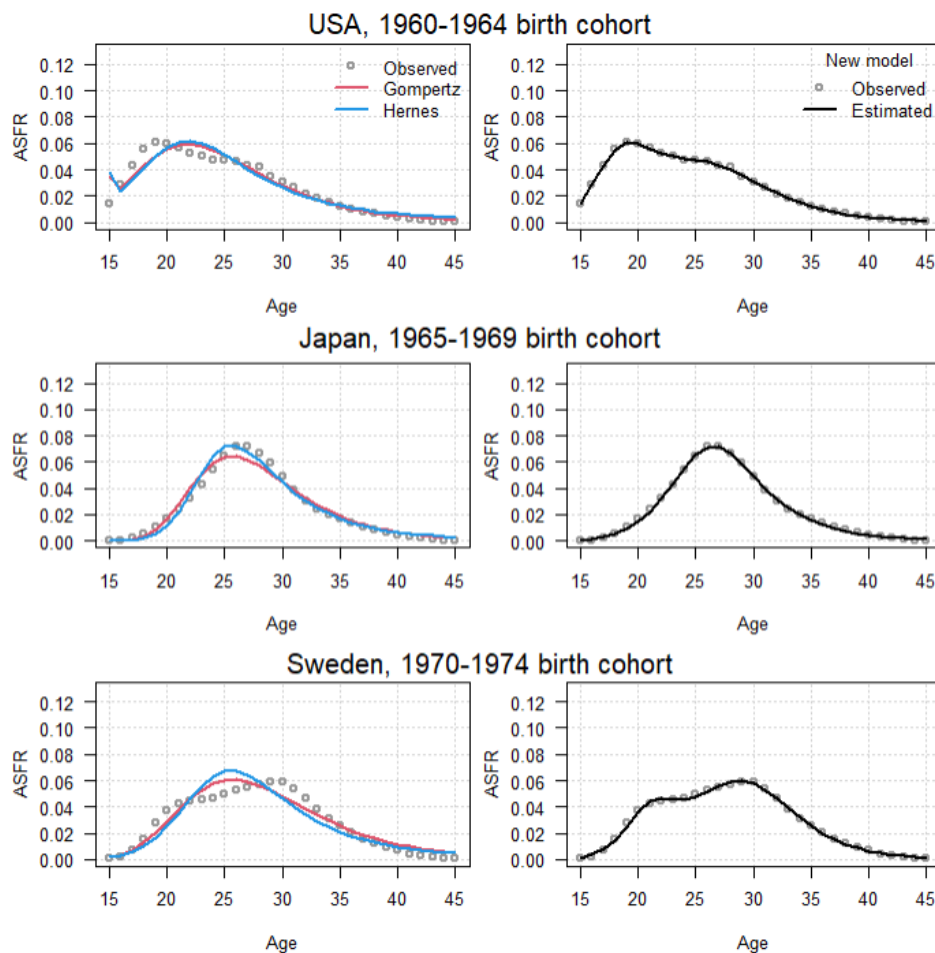 USA, 1960-1964 birth cohort
ASFR
0.12
0.10
0.08
0.06
0.04
0.02
0.00
Observed
Gompertz
Hernes
15 20 25 30 35 40 45
Age
ASFR
0.12
0.10
0.08
0.06
0.04
0.02
0.00
New model
Observed
Estimated
15 20 25 30 35 40 45
Age
Japan, 1965-1969 birth cohort
ASFR
0.12
0.10
0.08
0.06
0.04
0.02
0.00
15 20 25 30 35 40 45
Age
ASFR
0.12
0.10
0.08
0.06
0.04
0.02
0.00
15 20 25 30 35 40 45
Age
Sweden, 1970-1974 birth cohort
ASFR
0.12
0.10
0.08
0.06
0.04
0.02
0.00
15 20 25 30 35 40 45
Age
ASFR
0.12
0.10
0.08
0.06
0.04
0.02
0.00
15 20 25 30 35 40 45
Age